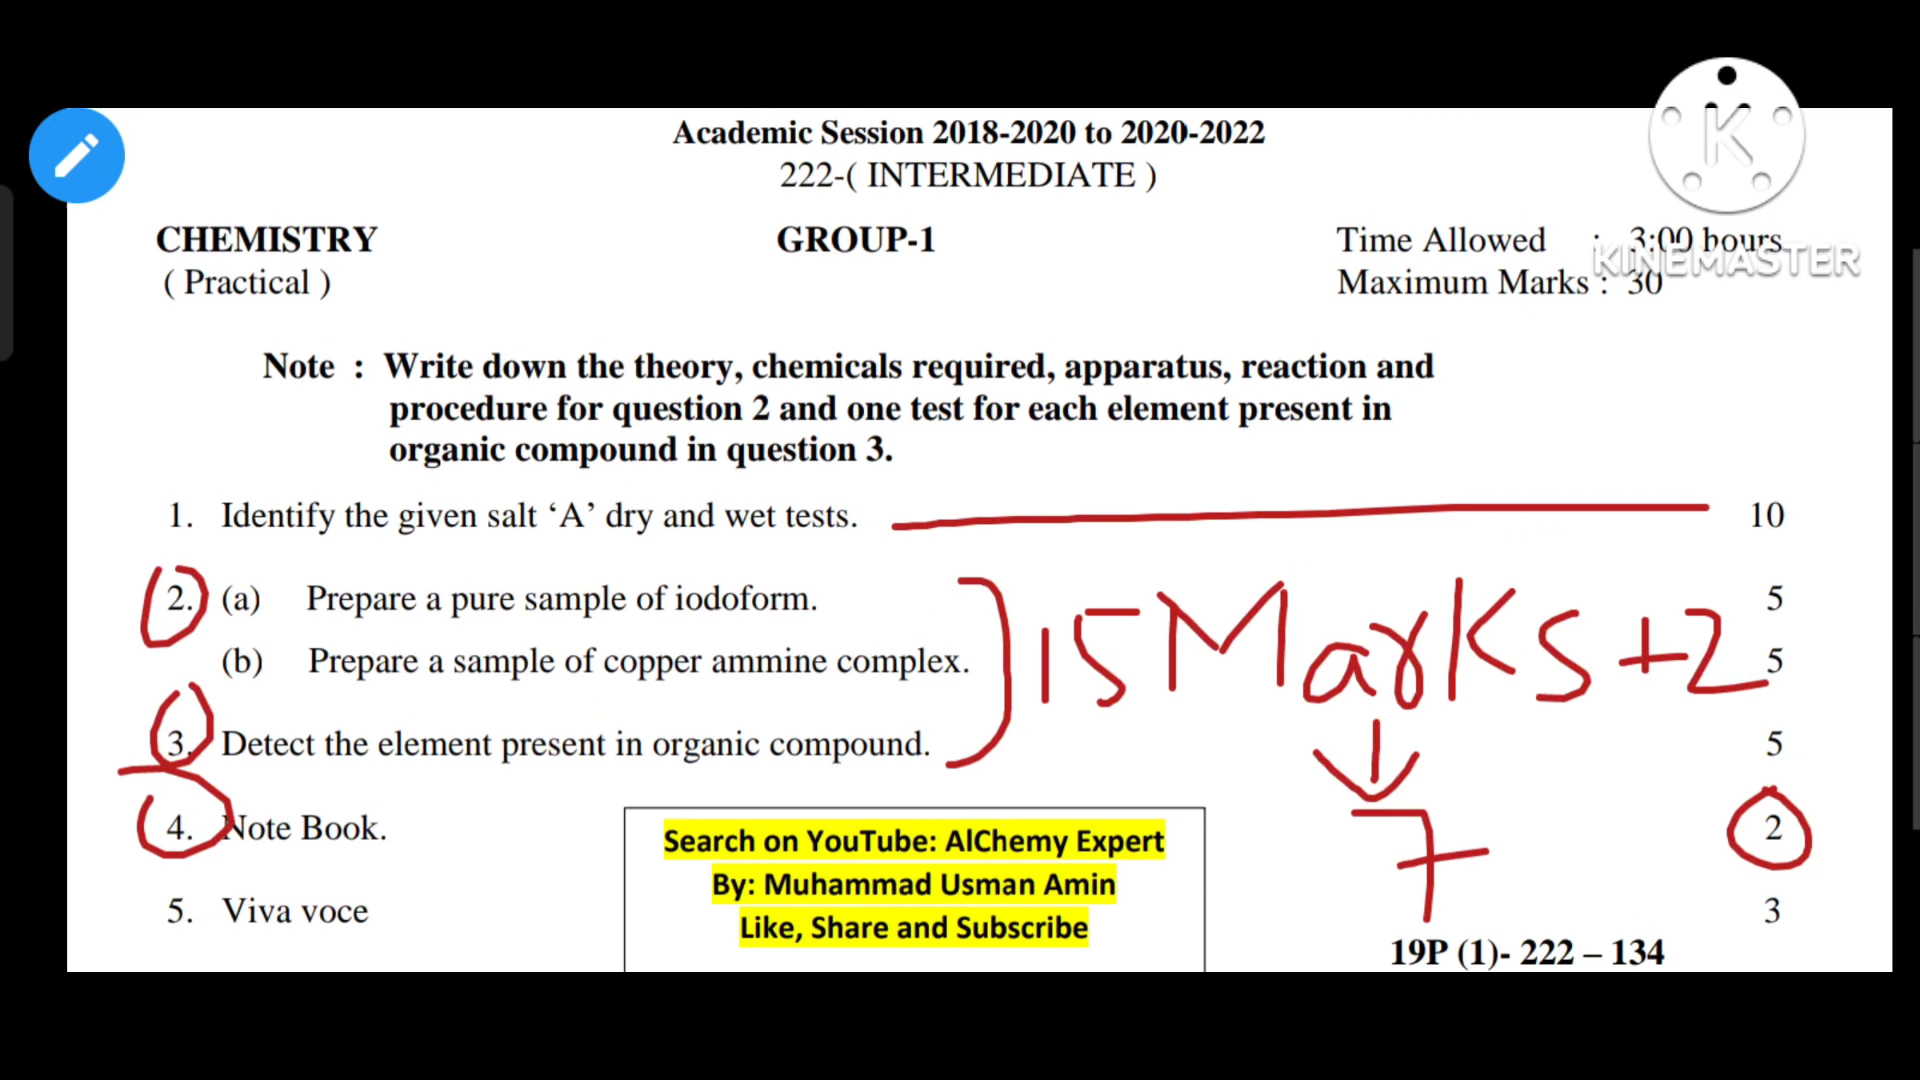 Academic Session 2018-2020 to 2020-2022
222-( INTERMEDIATE )
CHEMISTRY GROUP-1 Time Allowed : 3:00 hours
KINEMASTER
( Practical ) Maximum Marks : 30
Note : Write down the theory, chemicals required, apparatus, reaction and
procedure for question 2 and one test for each element present in
organic compound in question 3.
1. Identify the given salt ‘A’ dry and wet tests. 10
2. (a) Prepare a pure sample of iodoform. 5
(b) Prepare a sample of copper ammine complex. 5
15 Marks + 2
3. Detect the element present in organic compound. 5
7
4. Note Book. 2
5. Viva voce 3
Search on YouTube: AlChemy Expert
By: Muhammad Usman Amin
Like, Share and Subscribe
19P (1)- 222 – 134
K